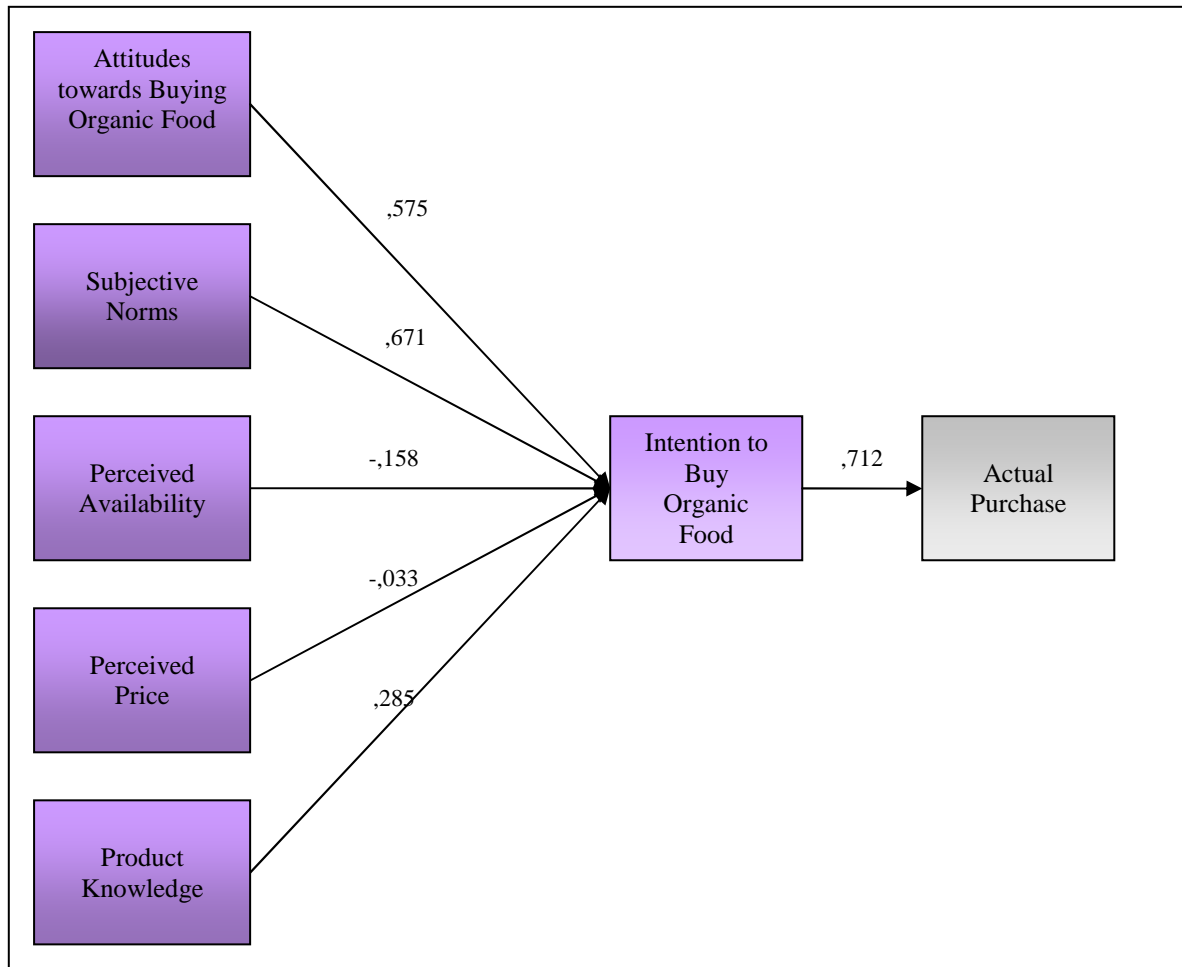 Attitudes
towards Buying
Organic Food
,575
Subjective
Norms
,671
Perceived
Availability
-,158
Intention to
Buy
Organic
Food
,712
Actual
Purchase
-,033
Perceived
Price
,285
Product
Knowledge